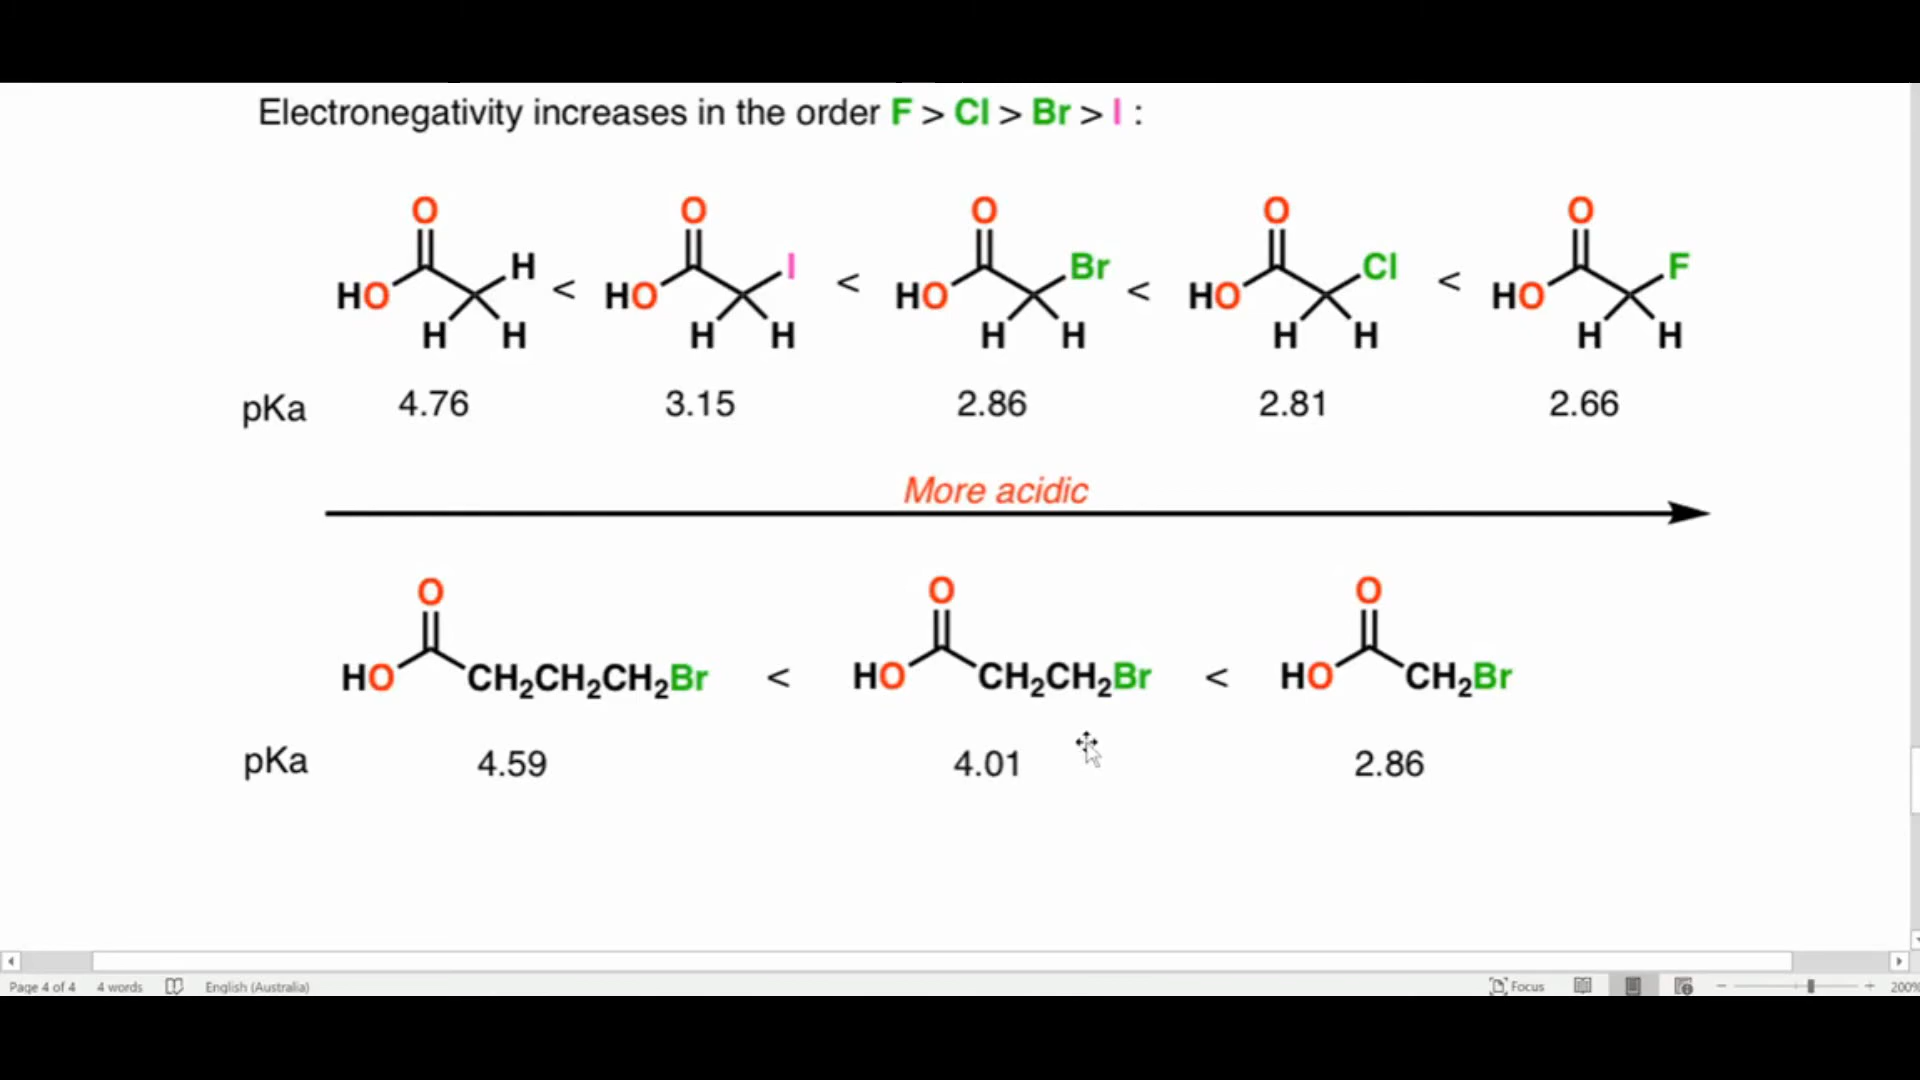 Electronegativity increases in the order F > Cl > Br > I :
O O O O O
HO H < HO I < HO Br < HO Cl < HO F
H H H H H H H H H H
pKa 4.76 3.15 2.86 2.81 2.66
More acidic
O O O
HO CH₂CH₂CH₂Br < HO CH₂CH₂Br < HO CH₂Br
pKa 4.59 4.01 2.86
Page 4 of 4 4 words English (Australia) Focus 200%